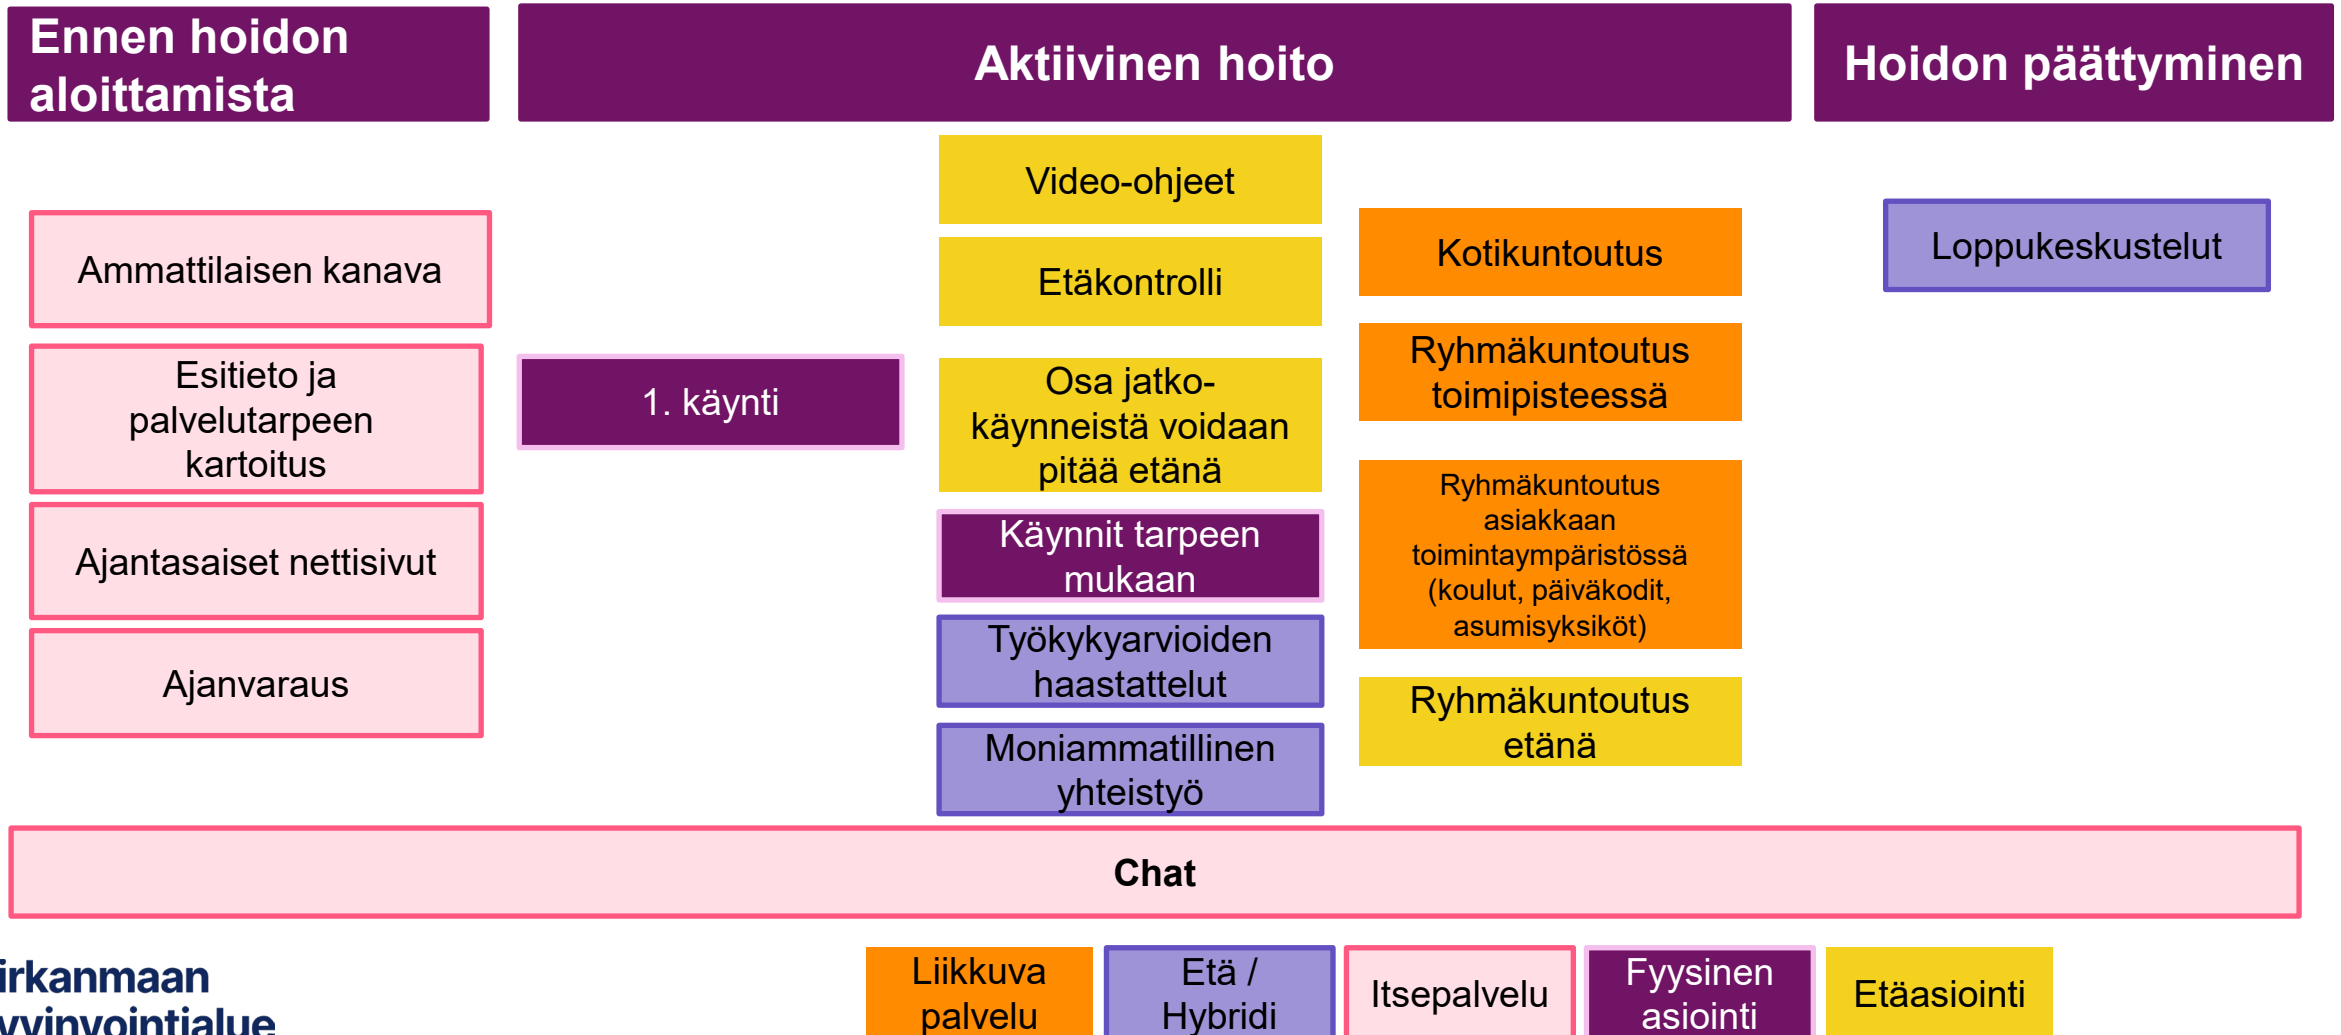 Ennen hoidon
aloittamista
Aktiivinen hoito
Hoidon päättyminen
Ammattilaisen kanava
Esitieto ja
palvelutarpeen
kartoitus
Ajantasaiset nettisivut
Ajanvaraus
1. käynti
Video-ohjeet
Etäkontrolli
Osa jatko-
käynneistä voidaan
pitää etänä
Käynnit tarpeen
mukaan
Työkykyarvioiden
haastattelut
Moniammatillinen
yhteistyö
Kotikuntoutus
Ryhmäkuntoutus
toimipisteessä
Ryhmäkuntoutus
asiakkaan
toimintaympäristössä
(koulut, päiväkodit,
asumisyksiköt)
Ryhmäkuntoutus
etänä
Loppukeskustelut
Chat
irkanmaan
yvinvointialue
Liikkuva
palvelu
Etä /
Hybridi
Itsepalvelu
Fyysinen
asiointi
Etäasiointi